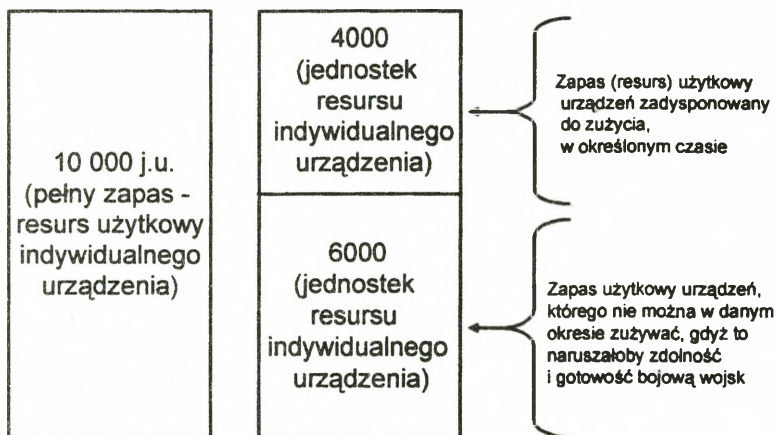 10 000 j.u.
(pełny zapas -
resurs użytkowy
indywidualnego
urządzenia)
4000
(jednostek
resursu
indywidualnego
urządzenia)
6000
(jednostek
resursu
indywidualnego
urządzenia)
Zapas (resurs) użytkowy
urządzeń zadysponowany
do zużycia,
w określonym czasie
Zapas użytkowy urządzeń,
którego nie można w danym
okresie zużywać, gdyż to
naruszałoby zdolność
i gotowość bojową wojsk